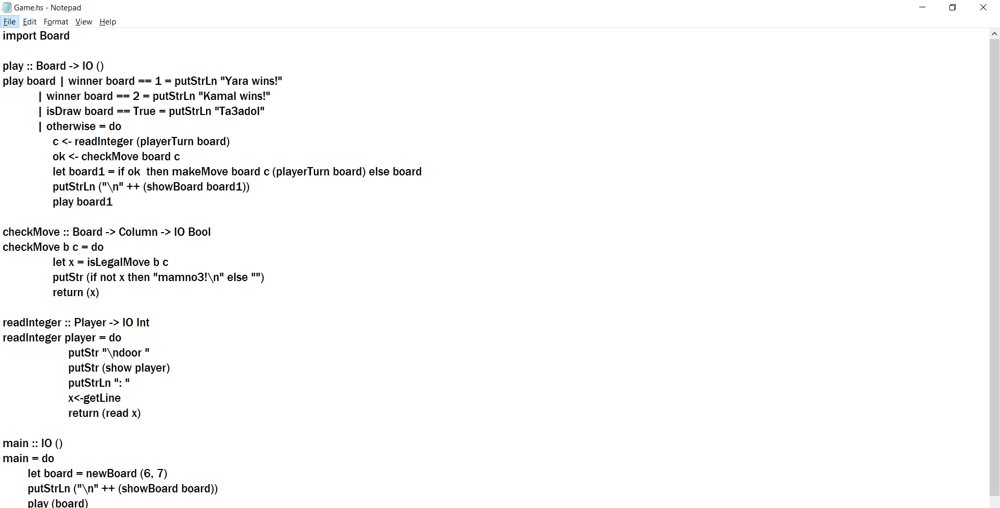 Game.hs - Notepad
File Edit Format View Help
import Board
play :: Board -> IO ()
play board | winner board == 1 = putStrLn "Yara wins!"
| winner board == 2 = putStrLn "Kamal wins!"
| isDraw board == True = putStrLn "Ta3adol"
| otherwise = do
c <- readInteger (playerTurn board)
ok <- checkMove board c
let board1 = if ok  then makeMove board c (playerTurn board) else board
putStrLn ("\n" ++ (showBoard board1))
play board1
checkMove :: Board -> Column -> IO Bool
checkMove b c = do
let x = isLegalMove b c
putStr (if not x then "mamno3!\n" else "")
return (x)
readInteger :: Player -> IO Int
readInteger player = do
putStr "\ndoor "
putStr (show player)
putStrLn ": "
x<-getLine
return (read x)
main :: IO ()
main = do
let board = newBoard (6, 7)
putStrLn ("\n" ++ (showBoard board))
play (board)